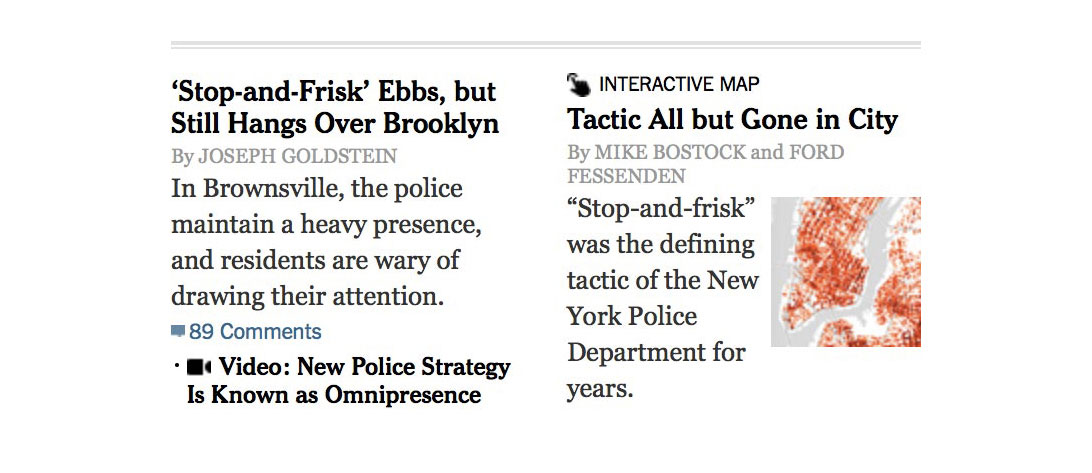 ‘Stop-and-Frisk’ Ebbs, but
Still Hangs Over Brooklyn
By JOSEPH GOLDSTEIN
In Brownsville, the police
maintain a heavy presence,
and residents are wary of
drawing their attention.
89 Comments
· Video: New Police Strategy
Is Known as Omnipresence
INTERACTIVE MAP
Tactic All but Gone in City
By MIKE BOSTOCK and FORD
FESSENDEN
“Stop-and-frisk”
was the defining
tactic of the New
York Police
Department for
years.